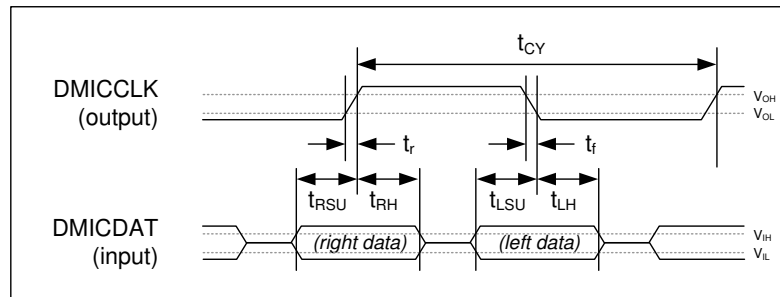 tCY
DMICCLK
(output)
VOH
VOL
tr
tf
tRSU
tRH
tLSU
tLH
DMICDAT
(input)
(right data)
(left data)
VIH
VIL